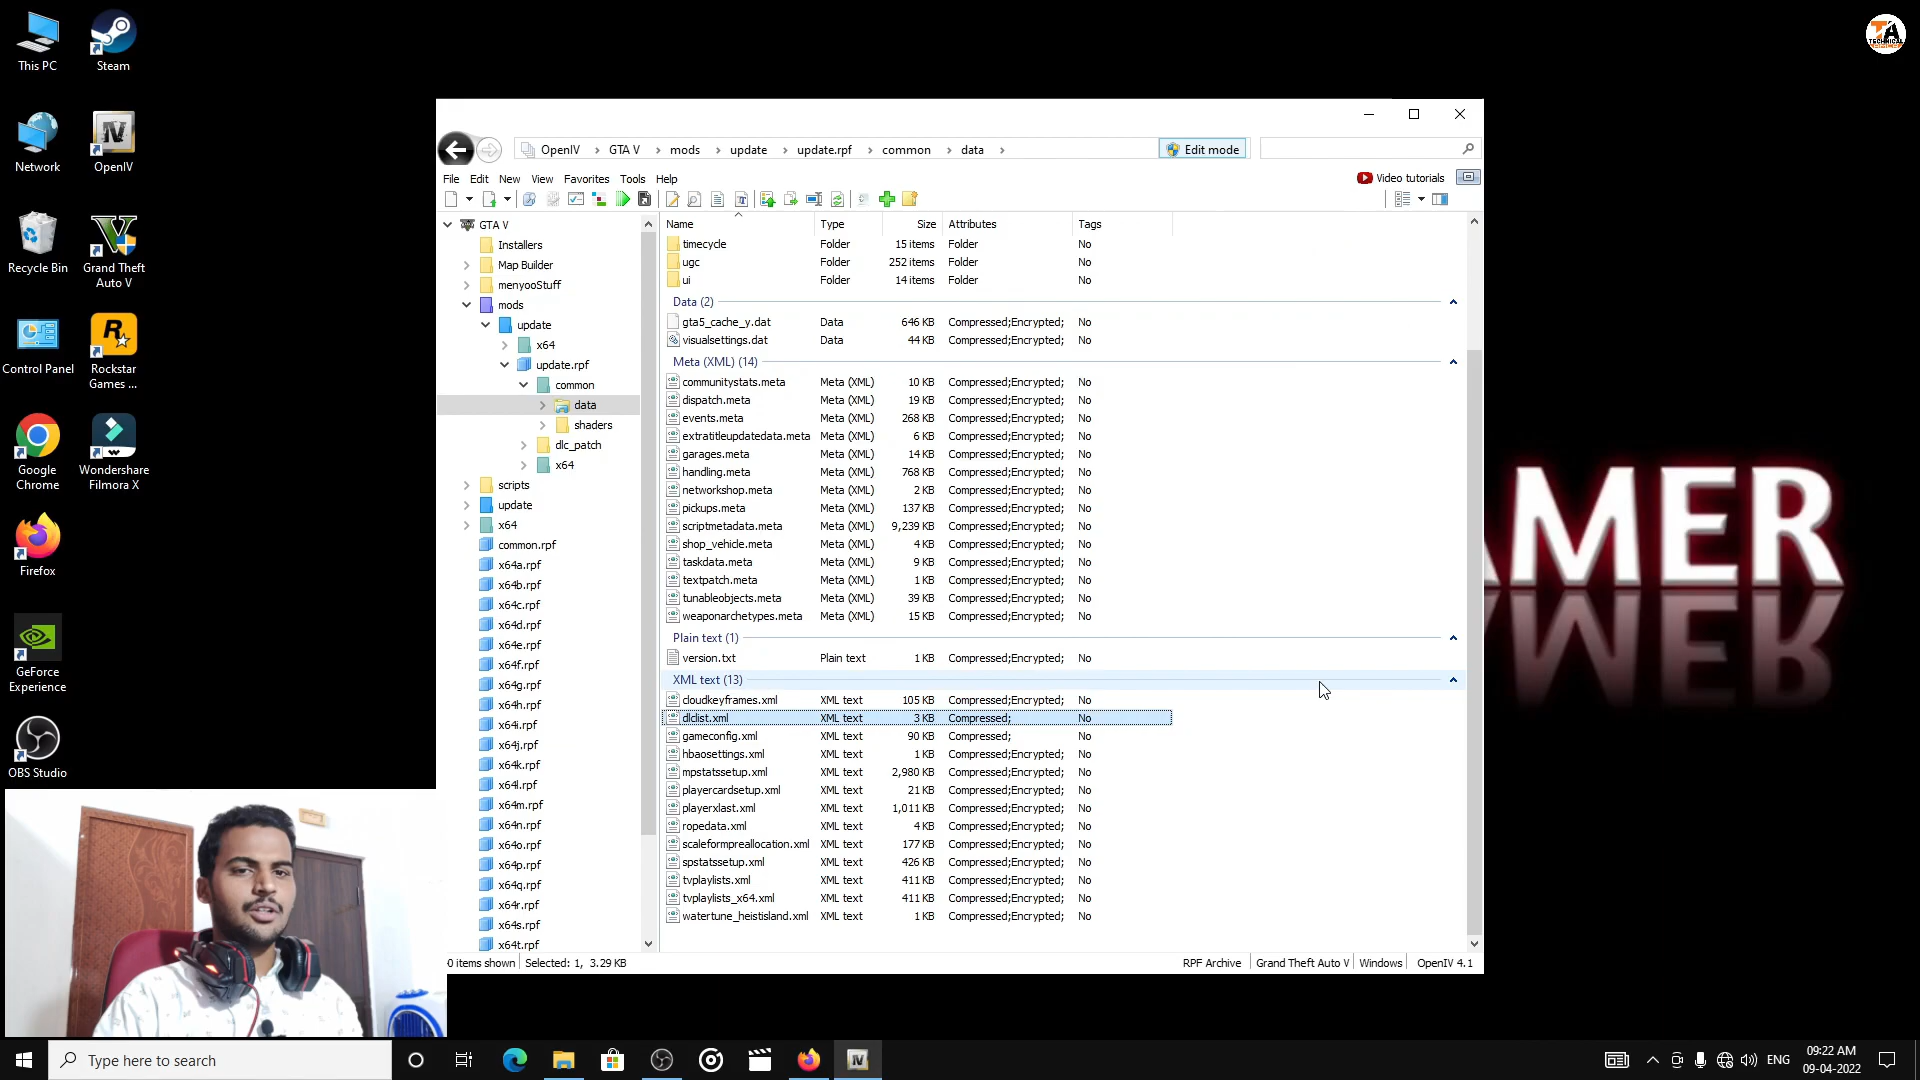 This PC
Steam
Network
OpenIV
Recycle Bin
Grand Theft
Auto V
Control Panel
Rockstar
Games ...
Google
Chrome
Wondershare
Filmora X
Firefox
GeForce
Experience
OBS Studio
TA
TECHNICAL
AMER
OpenIV
GTA V
mods
update
update.rpf
common
data
Edit mode
File Edit New View Favorites Tools Help
Video tutorials
GTA V
Installers
Map Builder
menyooStuff
mods
update
x64
update.rpf
common
data
shaders
dlc_patch
x64
scripts
update
x64
common.rpf
x64a.rpf
x64b.rpf
x64c.rpf
x64d.rpf
x64e.rpf
x64f.rpf
x64g.rpf
x64h.rpf
x64i.rpf
x64j.rpf
x64k.rpf
x64l.rpf
x64m.rpf
x64n.rpf
x64o.rpf
x64p.rpf
x64q.rpf
x64r.rpf
x64s.rpf
x64t.rpf
Name Type Size Attributes Tags
timecycle Folder 15 items Folder No
ugc Folder 252 items Folder No
ui Folder 14 items Folder No
Data (2)
gta5_cache_y.dat Data 646 KB Compressed;Encrypted; No
visualsettings.dat Data 44 KB Compressed;Encrypted; No
Meta (XML) (14)
communitystats.meta Meta (XML) 10 KB Compressed;Encrypted; No
dispatch.meta Meta (XML) 19 KB Compressed;Encrypted; No
events.meta Meta (XML) 268 KB Compressed;Encrypted; No
extratitleupdatedata.meta Meta (XML) 6 KB Compressed;Encrypted; No
garages.meta Meta (XML) 14 KB Compressed;Encrypted; No
handling.meta Meta (XML) 768 KB Compressed;Encrypted; No
networkshop.meta Meta (XML) 2 KB Compressed;Encrypted; No
pickups.meta Meta (XML) 137 KB Compressed;Encrypted; No
scriptmetadata.meta Meta (XML) 9,239 KB Compressed;Encrypted; No
shop_vehicle.meta Meta (XML) 4 KB Compressed;Encrypted; No
taskdata.meta Meta (XML) 9 KB Compressed;Encrypted; No
textpatch.meta Meta (XML) 1 KB Compressed;Encrypted; No
tunableobjects.meta Meta (XML) 39 KB Compressed;Encrypted; No
weaponarchetypes.meta Meta (XML) 15 KB Compressed;Encrypted; No
Plain text (1)
version.txt Plain text 1 KB Compressed;Encrypted; No
XML text (13)
cloudkeyframes.xml XML text 105 KB Compressed;Encrypted; No
dlclist.xml XML text 3 KB Compressed; No
gameconfig.xml XML text 90 KB Compressed; No
hbaosettings.xml XML text 1 KB Compressed;Encrypted; No
mpstatssetup.xml XML text 2,980 KB Compressed;Encrypted; No
playercardsetup.xml XML text 21 KB Compressed;Encrypted; No
playerxlast.xml XML text 1,011 KB Compressed;Encrypted; No
ropedata.xml XML text 4 KB Compressed;Encrypted; No
scaleformpreallocation.xml XML text 177 KB Compressed;Encrypted; No
spstatssetup.xml XML text 426 KB Compressed;Encrypted; No
tvplaylists.xml XML text 411 KB Compressed;Encrypted; No
tvplaylists_x64.xml XML text 411 KB Compressed;Encrypted; No
watertune_heistisland.xml XML text 1 KB Compressed;Encrypted; No
0 items shown Selected: 1, 3.29 KB RPF Archive Grand Theft Auto V Windows OpenIV 4.1
Type here to search
ENG
09:22 AM
09-04-2022